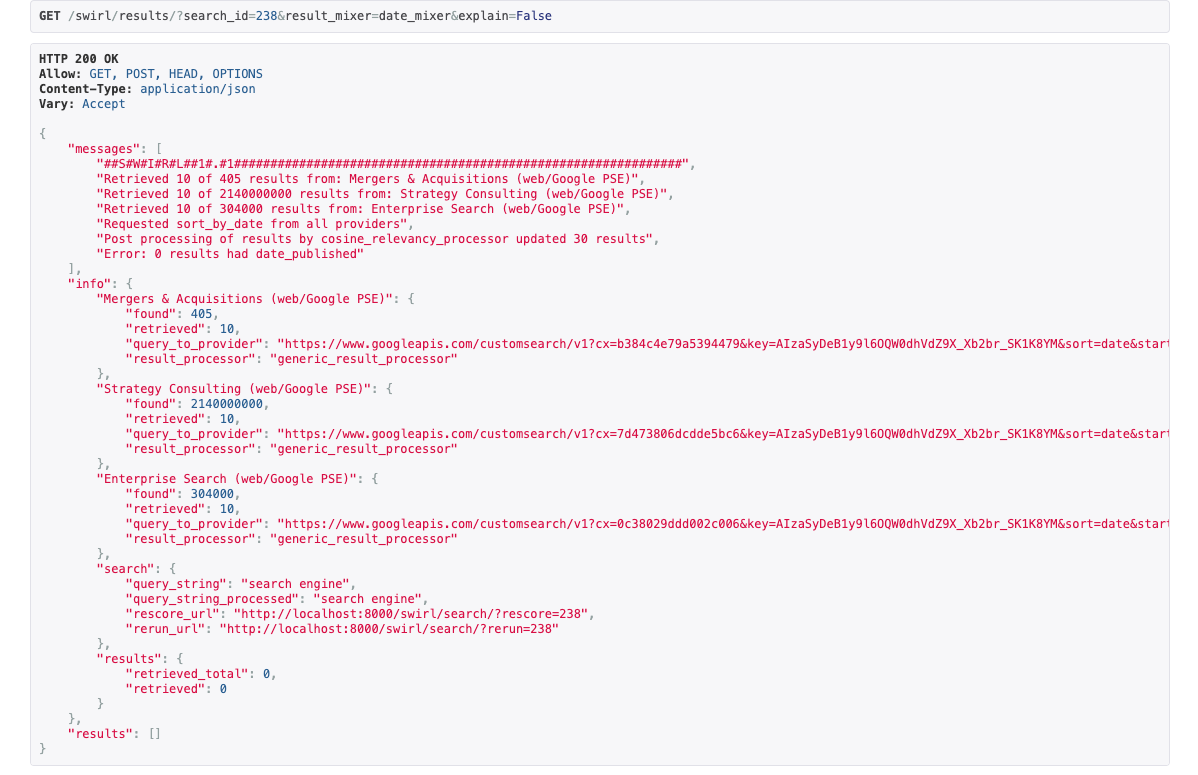 GET /swirl/results/?search_id=238&result_mixer=date_mixer&explain=False
HTTP 200 OK
Allow: GET, POST, HEAD, OPTIONS
Content-Type: application/json
Vary: Accept
{
"messages": [
"##S#W#I#R#L##1#.#1##############################################################",
"Retrieved 10 of 405 results from: Mergers & Acquisitions (web/Google PSE)",
"Retrieved 10 of 2140000000 results from: Strategy Consulting (web/Google PSE)",
"Retrieved 10 of 304000 results from: Enterprise Search (web/Google PSE)",
"Requested sort_by_date from all providers",
"Post processing of results by cosine_relevancy_processor updated 30 results",
"Error: 0 results had date_published"
],
"info": {
"Mergers & Acquisitions (web/Google PSE)": {
"found": 405,
"retrieved": 10,
"query_to_provider": "https://www.googleapis.com/customsearch/v1?cx=b384c4e79a5394479&key=AIzaSyDeB1y9l6OQW0dhVdZ9X_Xb2br_SK1K8YM&sort=date&start
"result_processor": "generic_result_processor"
},
"Strategy Consulting (web/Google PSE)": {
"found": 2140000000,
"retrieved": 10,
"query_to_provider": "https://www.googleapis.com/customsearch/v1?cx=7d473806dcdde5bc6&key=AIzaSyDeB1y9l6OQW0dhVdZ9X_Xb2br_SK1K8YM&sort=date&start
"result_processor": "generic_result_processor"
},
"Enterprise Search (web/Google PSE)": {
"found": 304000,
"retrieved": 10,
"query_to_provider": "https://www.googleapis.com/customsearch/v1?cx=0c38029ddd002c006&key=AIzaSyDeB1y9l6OQW0dhVdZ9X_Xb2br_SK1K8YM&sort=date&start
"result_processor": "generic_result_processor"
},
"search": {
"query_string": "search engine",
"query_string_processed": "search engine",
"rescore_url": "http://localhost:8000/swirl/search/?rescore=238",
"rerun_url": "http://localhost:8000/swirl/search/?rerun=238"
},
"results": {
"retrieved_total": 0,
"retrieved": 0
}
},
"results": []
}